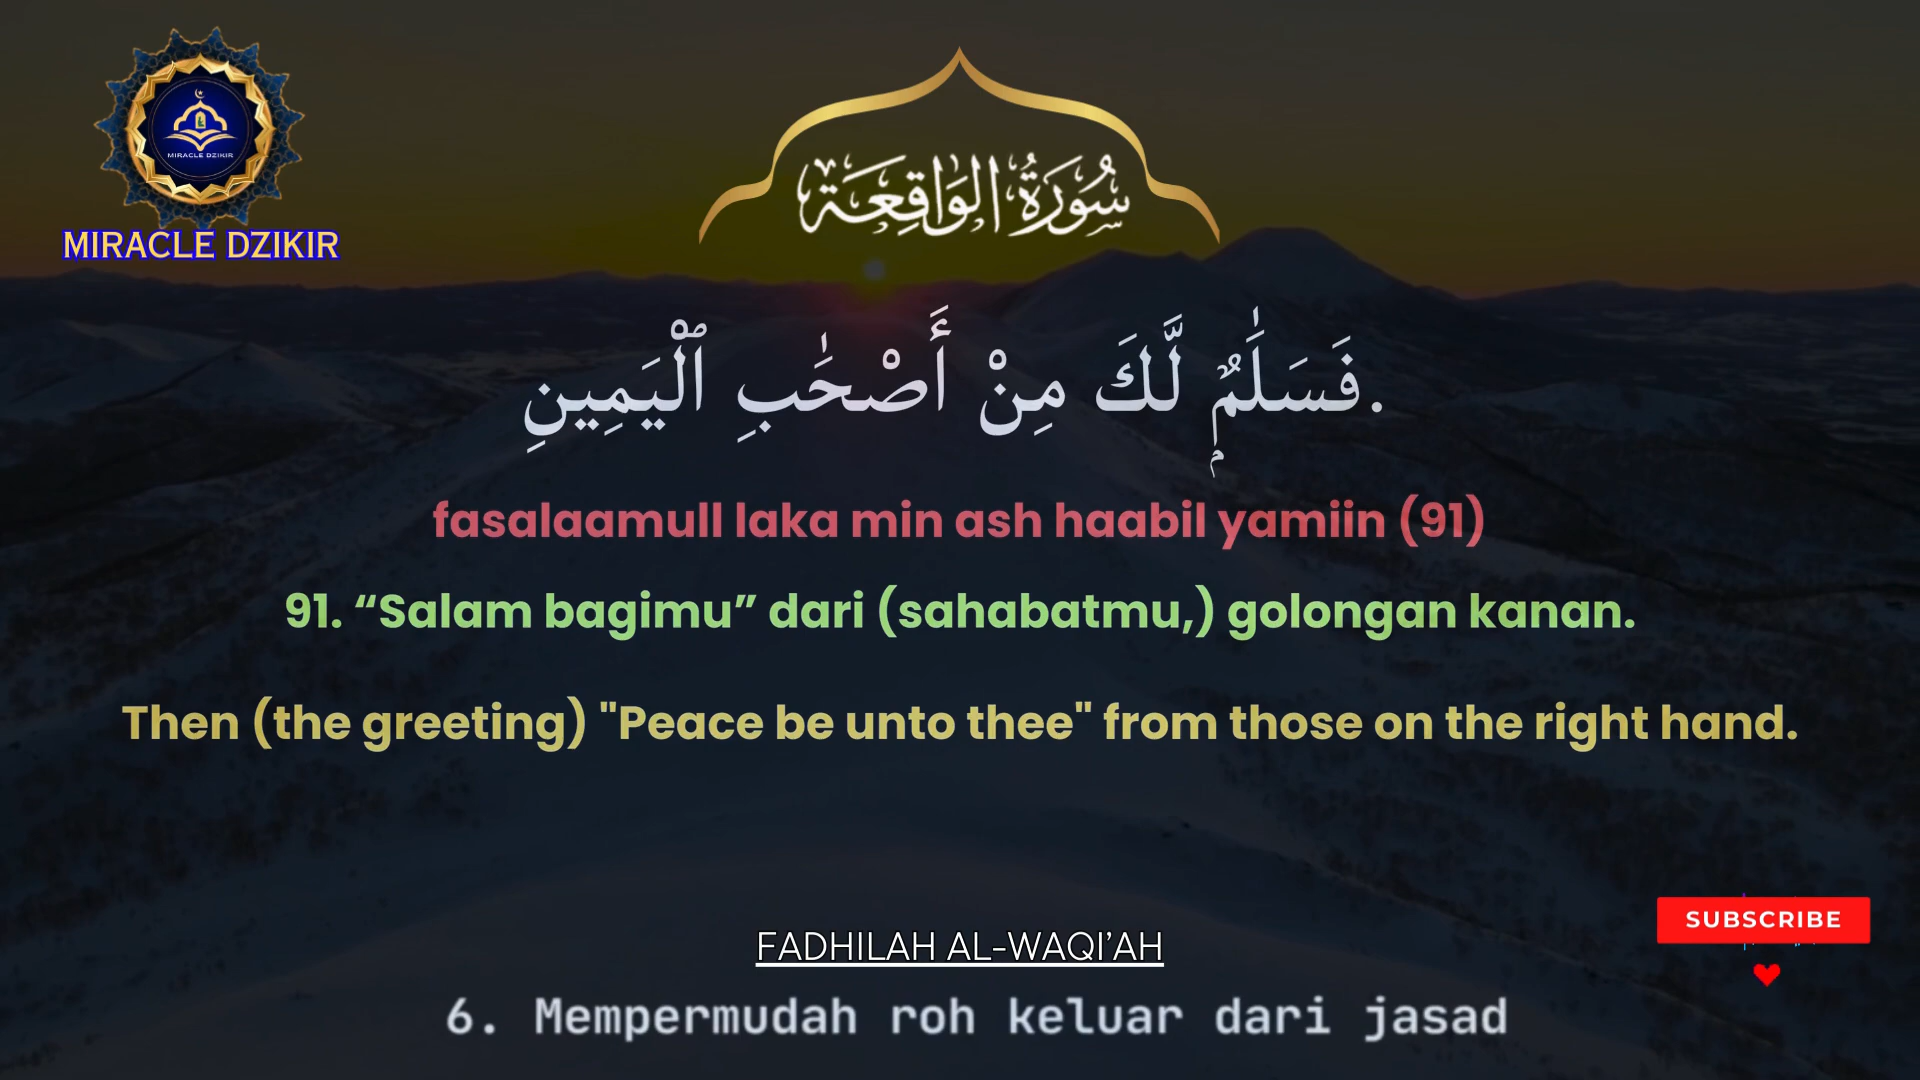 MIRACLE DZIKIR
MIRACLE DZIKIR
سُورَةُ الوَاقِعَة
فَسَلَٰمٌۭ لَّكَ مِنْ أَصْحَٰبِ ٱلْيَمِينِ.
fasalaamull laka min ash haabil yamiin (91)
91. “Salam bagimu” dari (sahabatmu,) golongan kanan.
Then (the greeting) "Peace be unto thee" from those on the right hand.
SUBSCRIBE
FADHILAH AL-WAQI’AH
6. Mempermudah roh keluar dari jasad